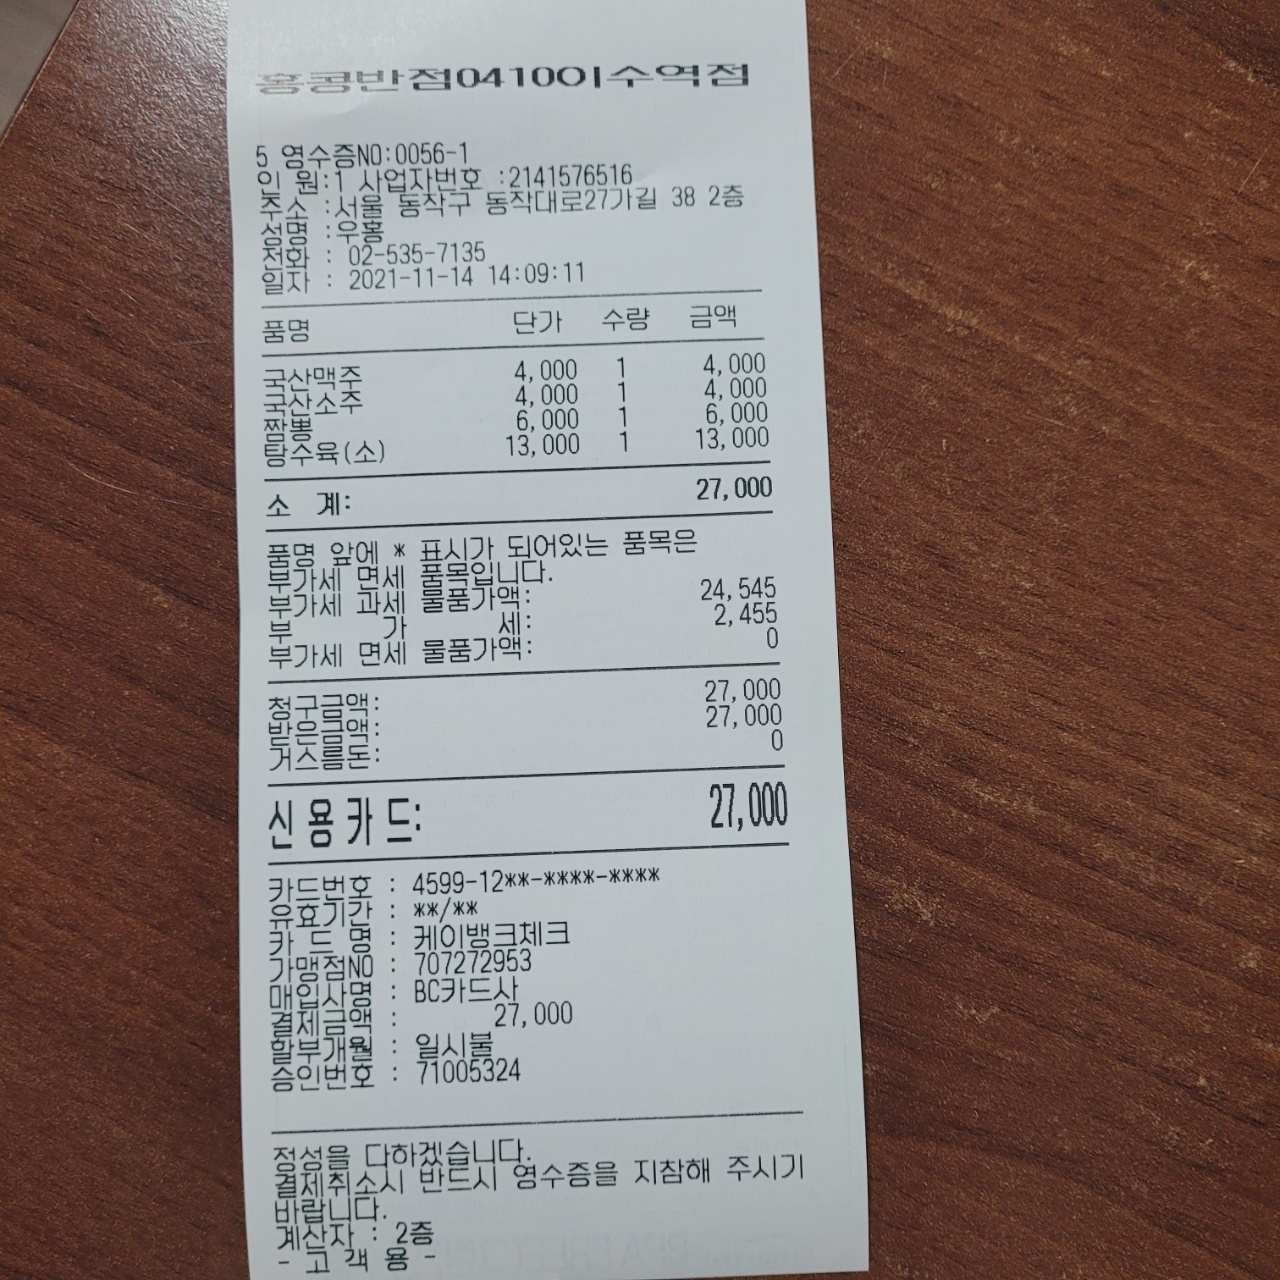 홍콩반점0410이수역점
5 영수증NO:0056-1
인 원:1 사업자번호 :2141576516
주소 :서울 동작구 동작대로27가길 38 2층
성명 :우홍
전화 : 02-535-7135
일자 : 2021-11-14 14:09:11
품명 단가 수량 금액
국산맥주 4,000 1 4,000
국산소주 4,000 1 4,000
짬뽕 6,000 1 6,000
탕수육(소) 13,000 1 13,000
소 계: 27,000
품명 앞에 * 표시가 되어있는 품목은
부가세 면세 품목입니다.
부가세 과세 물품가액: 24,545
부 가 세: 2,455
부가세 면세 물품가액: 0
청구금액: 27,000
받은금액: 27,000
거스름돈: 0
신용카드: 27,000
카드번호 : 4599-12**-****-****
유효기간 : **/**
카 드 명 : 케이뱅크체크
가맹점NO : 707272953
매입사명 : BC카드사
결제금액 : 27,000
할부개월 : 일시불
승인번호 : 71005324
정성을 다하겠습니다.
결제취소시 반드시 영수증을 지참해 주시기
바랍니다.
계산자 : 2층
- 고 객 용 -